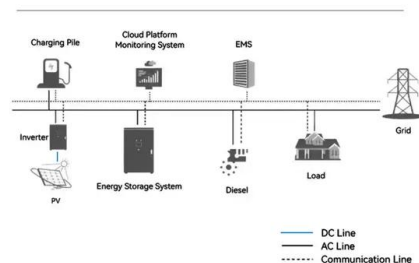 Charging Pile
Cloud Platform
Monitoring System
EMS
Grid
Inverter
PV
Energy Storage System
Diesel
Load
DC Line
AC Line
Communication Line